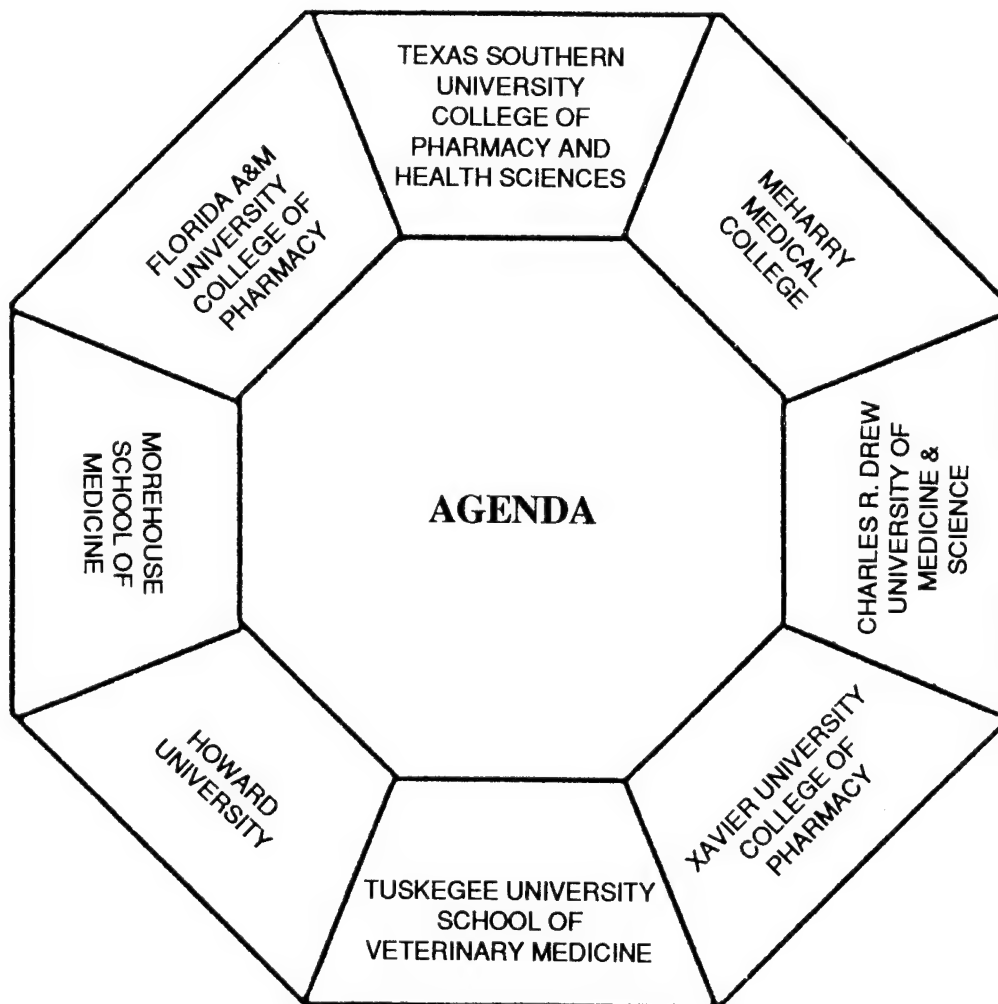 TEXAS SOUTHERN
UNIVERSITY
COLLEGE OF
PHARMACY AND
HEALTH SCIENCES
MEHARRY
MEDICAL
COLLEGE
CHARLES R. DREW
UNIVERSITY OF
MEDICINE &
SCIENCE
XAVIER UNIVERSITY
COLLEGE OF
PHARMACY
TUSKEGEE UNIVERSITY
SCHOOL OF
VETERINARY MEDICINE
HOWARD
UNIVERSITY
MOREHOUSE
SCHOOL OF
MEDICINE
FLORIDA A&M
UNIVERSITY
COLLEGE OF
PHARMACY
AGENDA